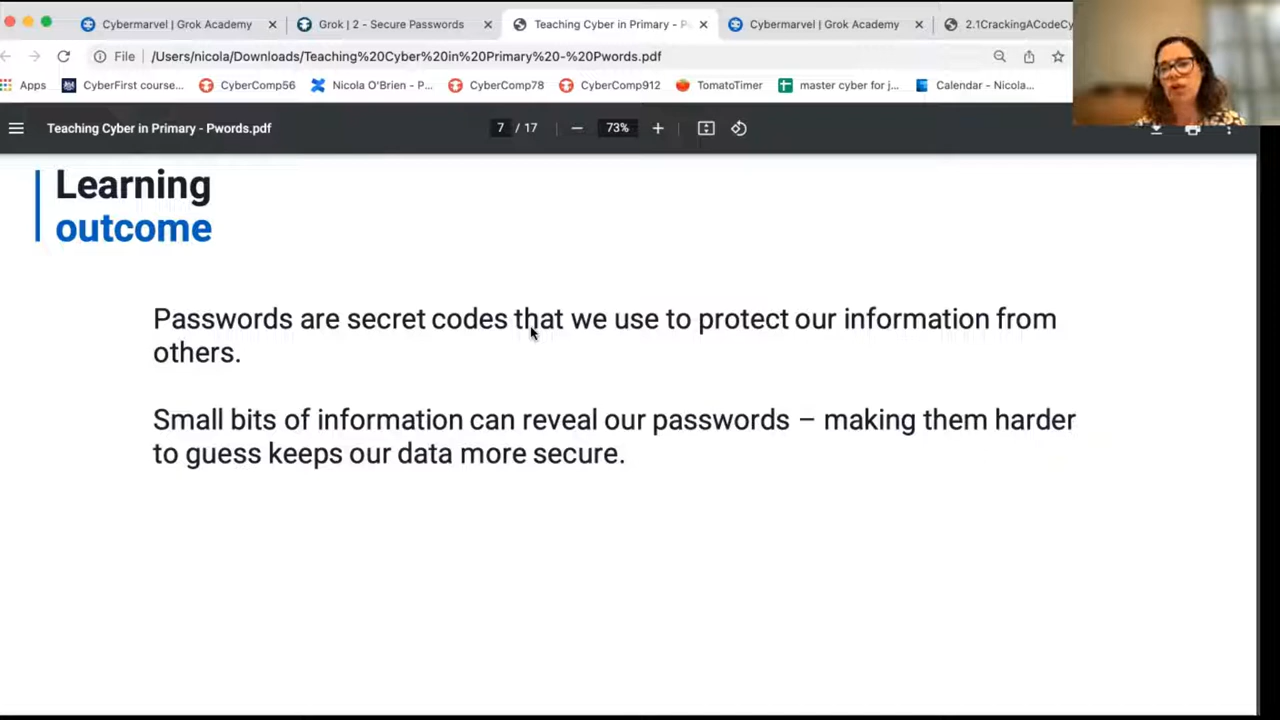 Cybermarvel | Grok Academy
Grok | 2 - Secure Passwords
Teaching Cyber in Primary - P
Cybermarvel | Grok Academy
2.1CrackingACodeCy
File
/Users/nicola/Downloads/Teaching%20Cyber%20in%20Primary%20-%20Pwords.pdf
Apps
CyberFirst course...
CyberComp56
Nicola O'Brien - P...
CyberComp78
CyberComp912
TomatoTimer
master cyber for j...
Calendar - Nicola...
Teaching Cyber in Primary - Pwords.pdf
7 / 17
73%
Learning
outcome
Passwords are secret codes that we use to protect our information from
others.
Small bits of information can reveal our passwords – making them harder
to guess keeps our data more secure.